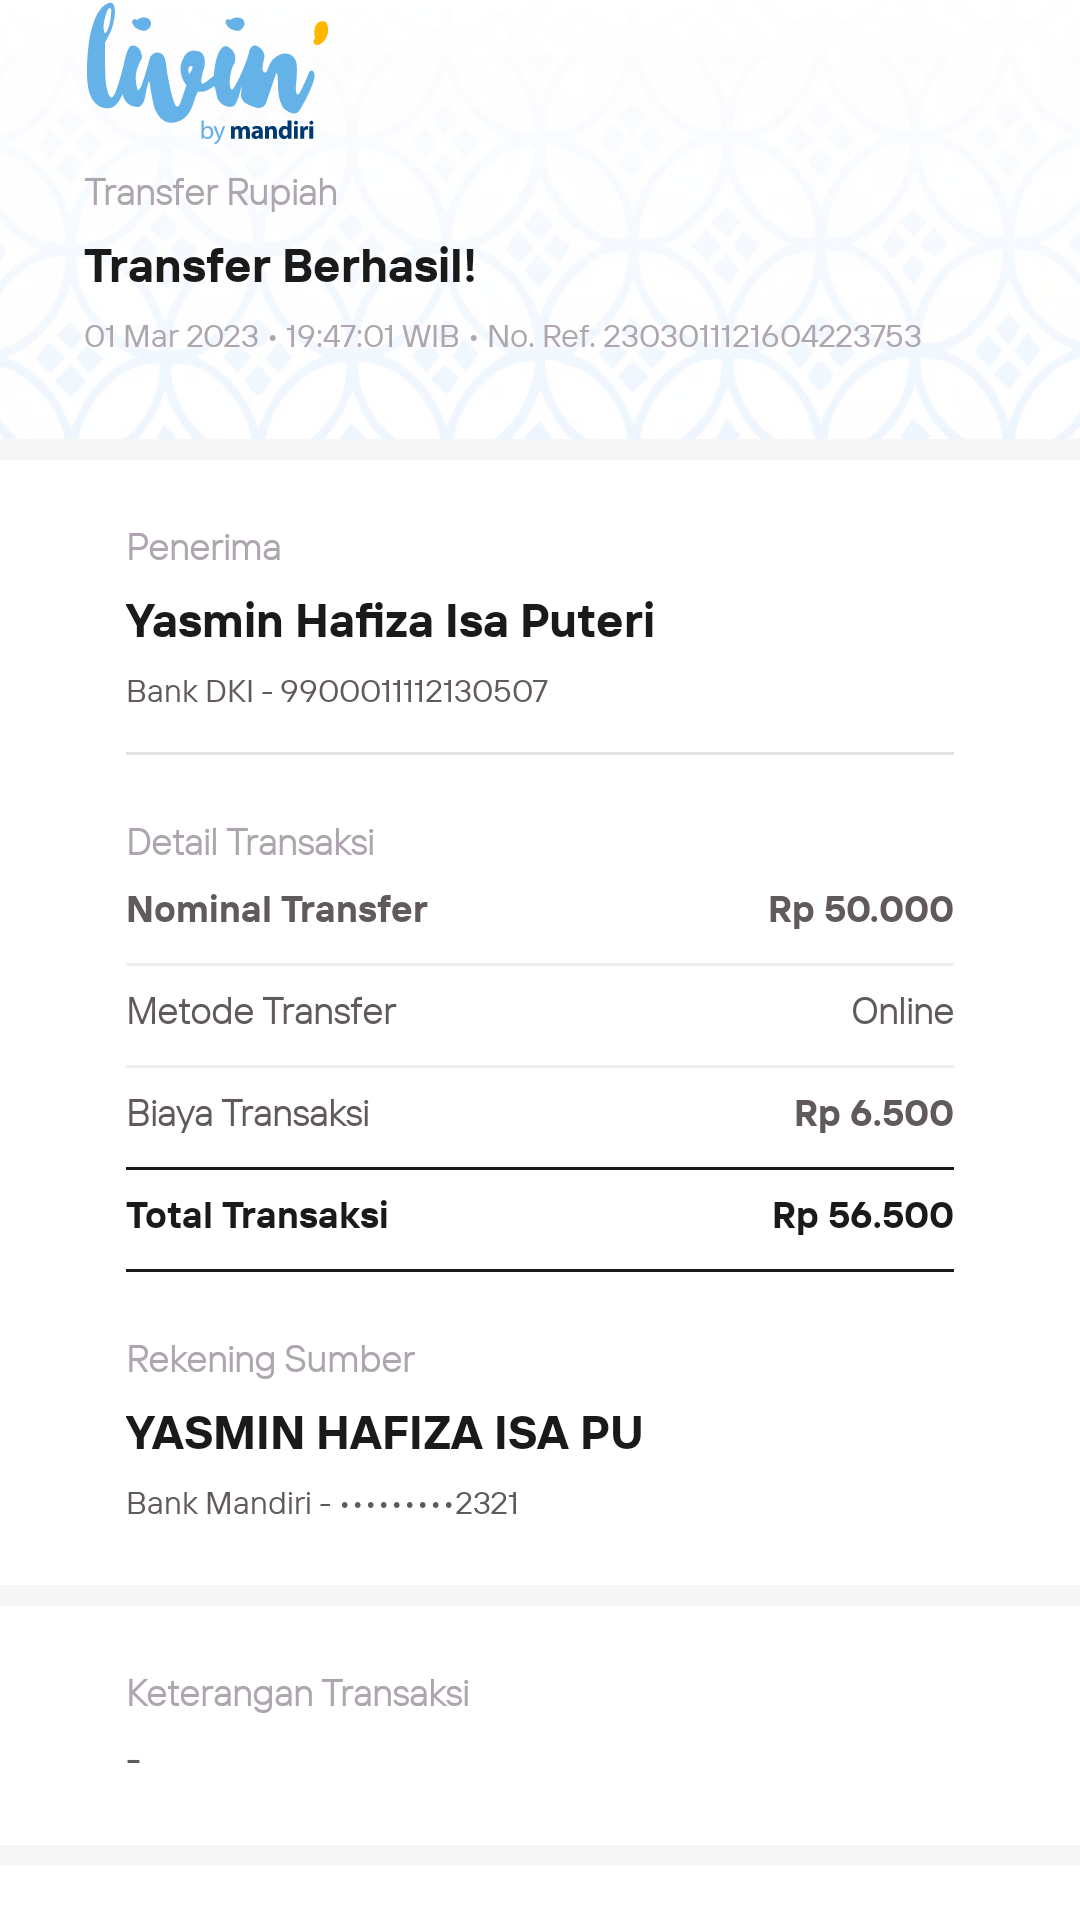 livin'
by mandiri
Transfer Rupiah
Transfer Berhasil!
01 Mar 2023 • 19:47:01 WIB • No. Ref. 2303011121604223753
Penerima
Yasmin Hafiza Isa Puteri
Bank DKI - 9900011112130507
Detail Transaksi
Nominal Transfer Rp 50.000
Metode Transfer Online
Biaya Transaksi Rp 6.500
Total Transaksi Rp 56.500
Rekening Sumber
YASMIN HAFIZA ISA PU
Bank Mandiri - •••••••••2321
Keterangan Transaksi
-